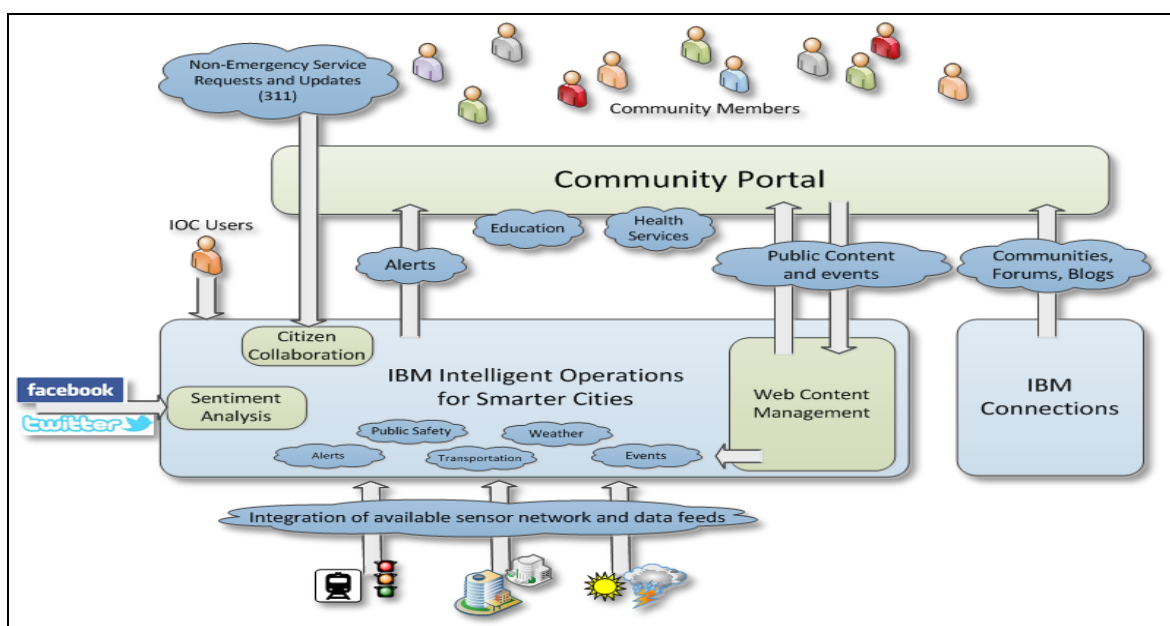 Non-Emergency Service
Requests and Updates
(311)
Community Members
Community Portal
IOC Users
Education
Health
Services
Alerts
Public Content
and events
Communities,
Forums, Blogs
Citizen
Collaboration
IBM Intelligent Operations
for Smarter Cities
Web Content
Management
IBM
Connections
facebook
twitter
Sentiment
Analysis
Public Safety
Weather
Alerts
Transportation
Events
Integration of available sensor network and data feeds